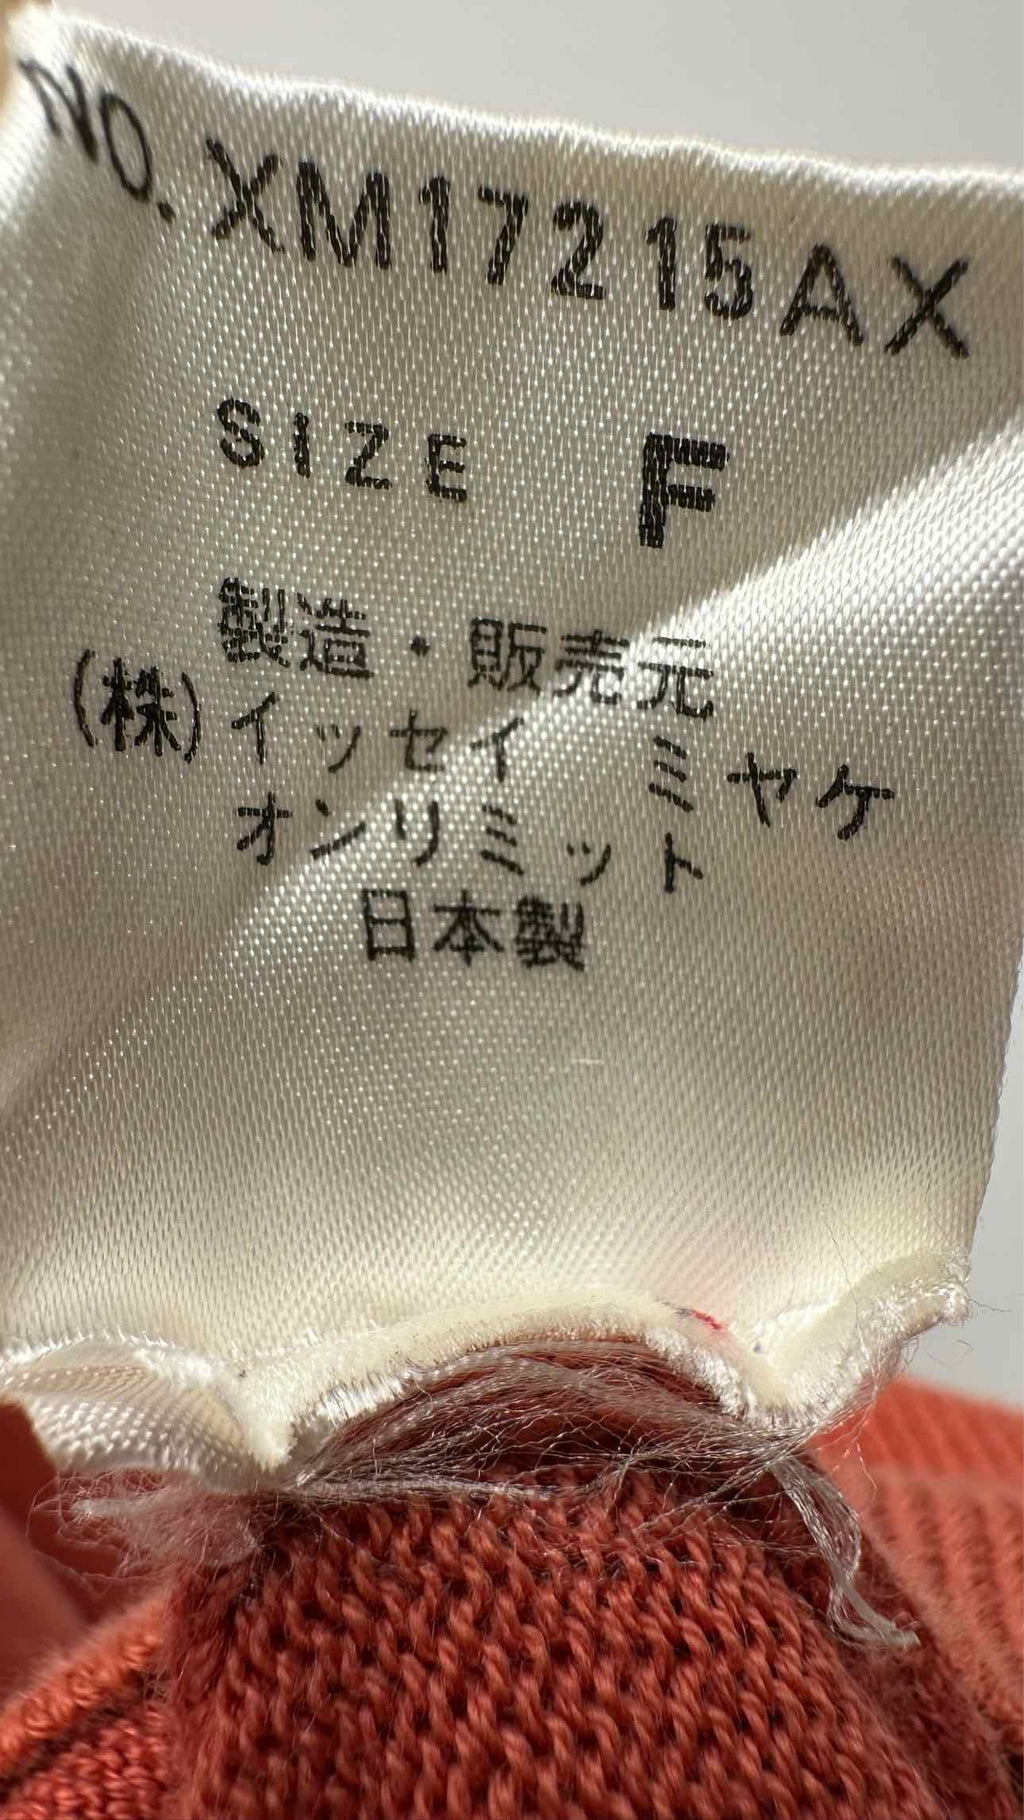 NO. XM17215AX
SIZE F
製造・販売元
(株)イッセイ ミヤケ
オンリミット
日本製